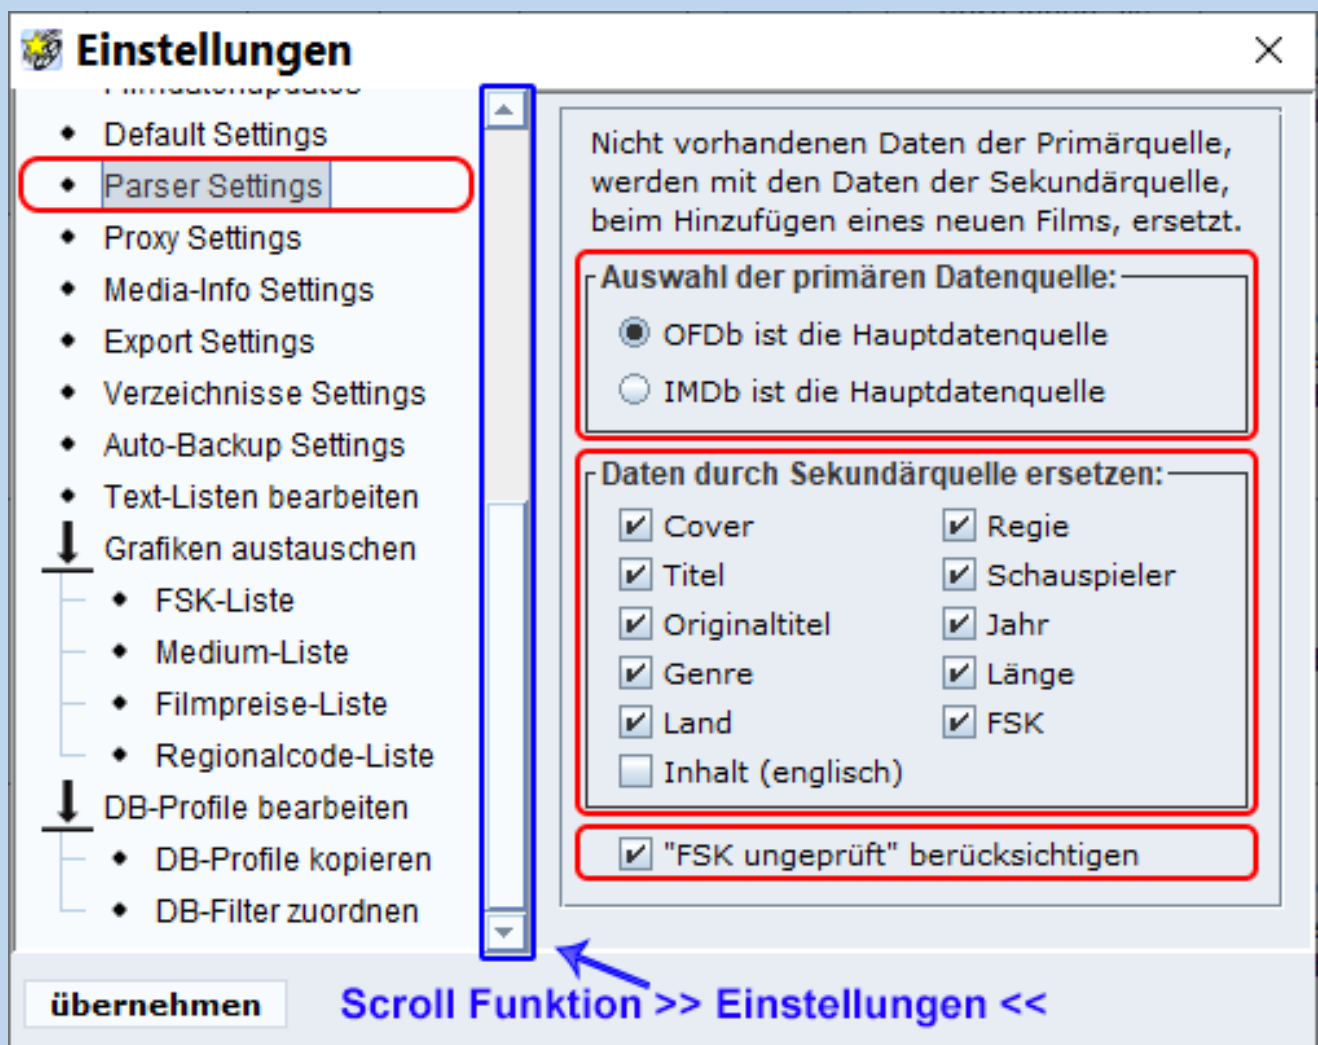 Einstellungen
Default Settings
Parser Settings
Proxy Settings
Media-Info Settings
Export Settings
Verzeichnisse Settings
Auto-Backup Settings
Text-Listen bearbeiten
Grafiken austauschen
FSK-Liste
Medium-Liste
Filmpreise-Liste
Regionalcode-Liste
DB-Profile bearbeiten
DB-Profile kopieren
DB-Filter zuordnen
Nicht vorhandenen Daten der Primärquelle,
werden mit den Daten der Sekundärquelle,
beim Hinzufügen eines neuen Films, ersetzt.
Auswahl der primären Datenquelle:
OFDb ist die Hauptdatenquelle
IMDb ist die Hauptdatenquelle
Daten durch Sekundärquelle ersetzen:
Cover
Regie
Titel
Schauspieler
Originaltitel
Jahr
Genre
Länge
Land
FSK
Inhalt (englisch)
"FSK ungeprüft" berücksichtigen
übernehmen
Scroll Funktion >> Einstellungen <<